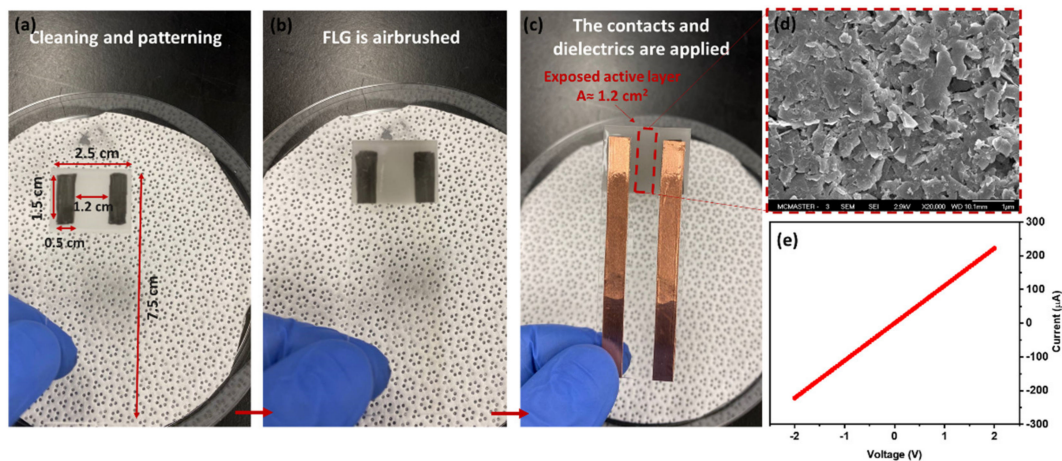 (a)
Cleaning and patterning
2.5 cm
1.5 cm
1.2 cm
0.5 cm
7.5 cm
(b)
FLG is airbrushed
(c)
The contacts and
dielectrics are applied
Exposed active layer
A≈ 1.2 cm²
(d)
MCMASTER - 3 SEM SEI 2.9kV X20,000 WD 10.1mm 1μm
(e)
300
200
100
0
-100
-200
-300
Current (μA)
-2 -1 0 1 2
Voltage (V)